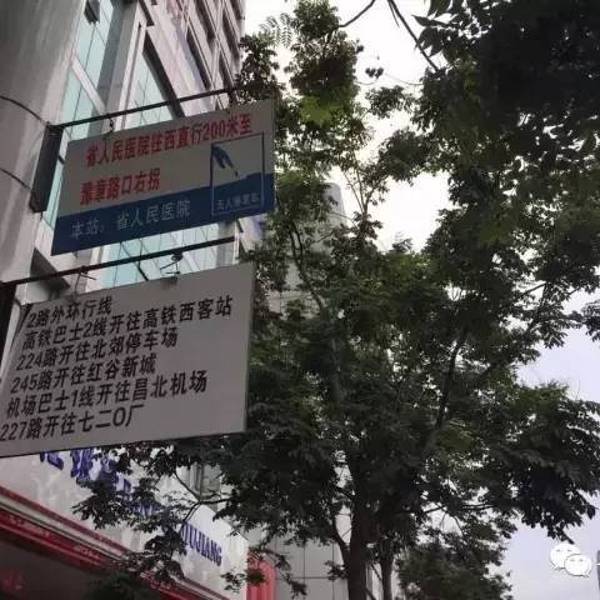 省人民医院往西直行200米至
豫章路口右拐
本站：省人民医院
2路外环行线
高铁巴士2线开往高铁西客站
224路开往北郊停车场
245路开往红谷新城
机场巴士1线开往昌北机场
227路开往七二0厂